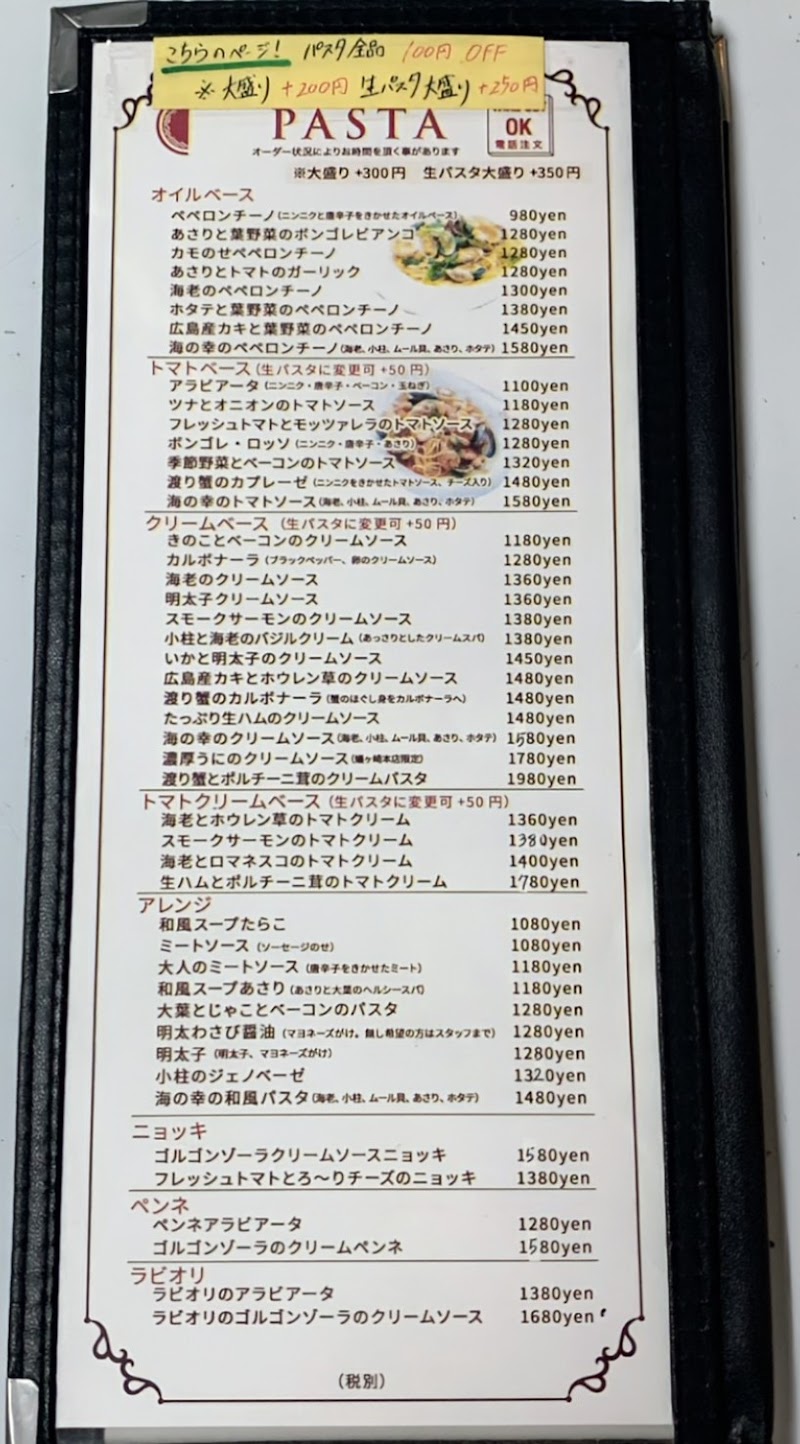 こちらのページ! パスタ全品 100円 OFF
※大盛り +200円 生パスタ大盛り +250円
PASTA
OK
電話注文
オーダー状況によりお時間を頂く事があります
※大盛り +300円 生パスタ大盛り +350円
オイルベース
ペペロンチーノ(ニンニクと唐辛子をきかせたオイルベース) 980yen
あさりと葉野菜のボンゴレビアンコ 1280yen
カモのせペペロンチーノ 1280yen
あさりとトマトのガーリック 1280yen
海老のペペロンチーノ 1300yen
ホタテと葉野菜のペペロンチーノ 1380yen
広島産カキと葉野菜のペペロンチーノ 1450yen
海の幸のペペロンチーノ(海老、小柱、ムール貝、あさり、ホタテ) 1580yen
トマトベース(生パスタに変更可 +50 円)
アラビアータ(ニンニク・唐辛子・ベーコン・玉ねぎ) 1100yen
ツナとオニオンのトマトソース 1180yen
フレッシュトマトとモッツァレラのトマトソース 1280yen
ボンゴレ・ロッソ(ニンニク・唐辛子・あさり) 1280yen
季節野菜とベーコンのトマトソース 1320yen
渡り蟹のカプレーゼ(ニンニクをきかせたトマトソース、チーズ入り) 1480yen
海の幸のトマトソース(海老、小柱、ムール貝、あさり、ホタテ) 1580yen
クリームベース (生パスタに変更可 +50 円)
きのことベーコンのクリームソース 1180yen
カルボナーラ(ブラックペッパー、卵のクリームソース) 1280yen
海老のクリームソース 1360yen
明太子クリームソース 1360yen
スモークサーモンのクリームソース 1380yen
小柱と海老のバジルクリーム(あっさりとしたクリームスパ) 1380yen
いかと明太子のクリームソース 1450yen
広島産カキとホウレン草のクリームソース 1480yen
渡り蟹のカルボナーラ(蟹のほぐし身をカルボナーラへ) 1480yen
たっぷり生ハムのクリームソース 1480yen
海の幸のクリームソース(海老、小柱、ムール貝、あさり、ホタテ) 1580yen
濃厚うにのクリームソース ヶ崎本店限定) 1780yen
渡り蟹とポルチーニ茸のクリームパスタ 1980yen
トマトクリームベース(生パスタに変更可 +50 円)
海老とホウレン草のトマトクリーム 1360yen
スモークサーモンのトマトクリーム 1380yen
海老とロマネスコのトマトクリーム 1400yen
生ハムとポルチーニ茸のトマトクリーム 1780yen
アレンジ
和風スープたらこ 1080yen
ミートソース (ソーセージのせ) 1080yen
大人のミートソース(唐辛子をきかせたミート) 1180yen
和風スープあさり(あさりと大葉のヘルシースパ) 1180yen
大葉とじゃことベーコンのパスタ 1280yen
明太わさび醤油(マヨネーズがけ。無し希望の方はスタッフまで) 1280yen
明太子(明太子、マヨネーズがけ) 1280yen
小柱のジェノベーゼ 1320yen
海の幸の和風パスタ(海老、小柱、ムール貝、あさり、ホタテ) 1480yen
ニョッキ
ゴルゴンゾーラクリームソースニョッキ 1580yen
フレッシュトマトとろ〜りチーズのニョッキ 1380yen
ペンネ
ペンネアラビアータ 1280yen
ゴルゴンゾーラのクリームペンネ 1580yen
ラビオリ
ラビオリのアラビアータ 1380yen
ラビオリのゴルゴンゾーラのクリームソース 1680yen
(税別)